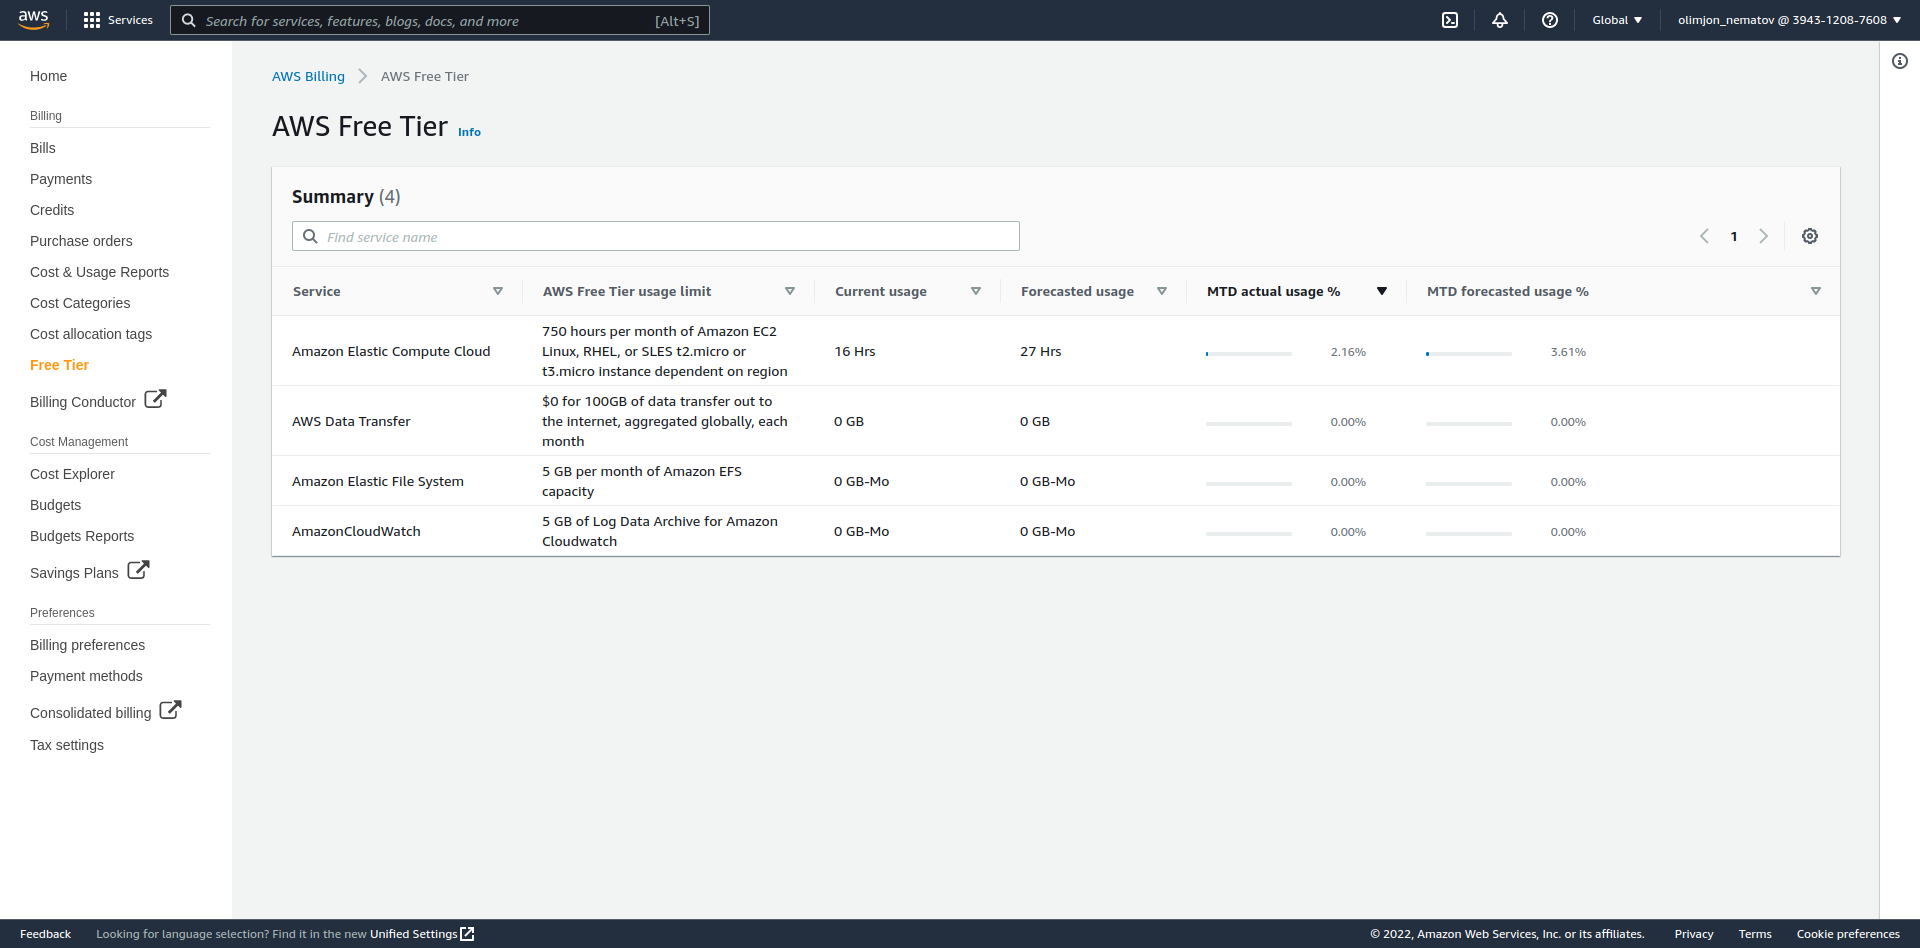 aws
Services
Search for services, features, blogs, docs, and more
[Alt+S]
Global
olimjon_nematov @ 3943-1208-7608
Home
Billing
Bills
Payments
Credits
Purchase orders
Cost & Usage Reports
Cost Categories
Cost allocation tags
Free Tier
Billing Conductor
Cost Management
Cost Explorer
Budgets
Budgets Reports
Savings Plans
Preferences
Billing preferences
Payment methods
Consolidated billing
Tax settings
AWS Billing
AWS Free Tier
AWS Free Tier Info
Summary (4)
Find service name
1
Service
AWS Free Tier usage limit
Current usage
Forecasted usage
MTD actual usage %
MTD forecasted usage %
Amazon Elastic Compute Cloud
750 hours per month of Amazon EC2
Linux, RHEL, or SLES t2.micro or
t3.micro instance dependent on region
16 Hrs
27 Hrs
2.16%
3.61%
AWS Data Transfer
$0 for 100GB of data transfer out to
the internet, aggregated globally, each
month
0 GB
0 GB
0.00%
0.00%
Amazon Elastic File System
5 GB per month of Amazon EFS
capacity
0 GB-Mo
0 GB-Mo
0.00%
0.00%
AmazonCloudWatch
5 GB of Log Data Archive for Amazon
Cloudwatch
0 GB-Mo
0 GB-Mo
0.00%
0.00%
Feedback
Looking for language selection? Find it in the new Unified Settings
© 2022, Amazon Web Services, Inc. or its affiliates.
Privacy
Terms
Cookie preferences